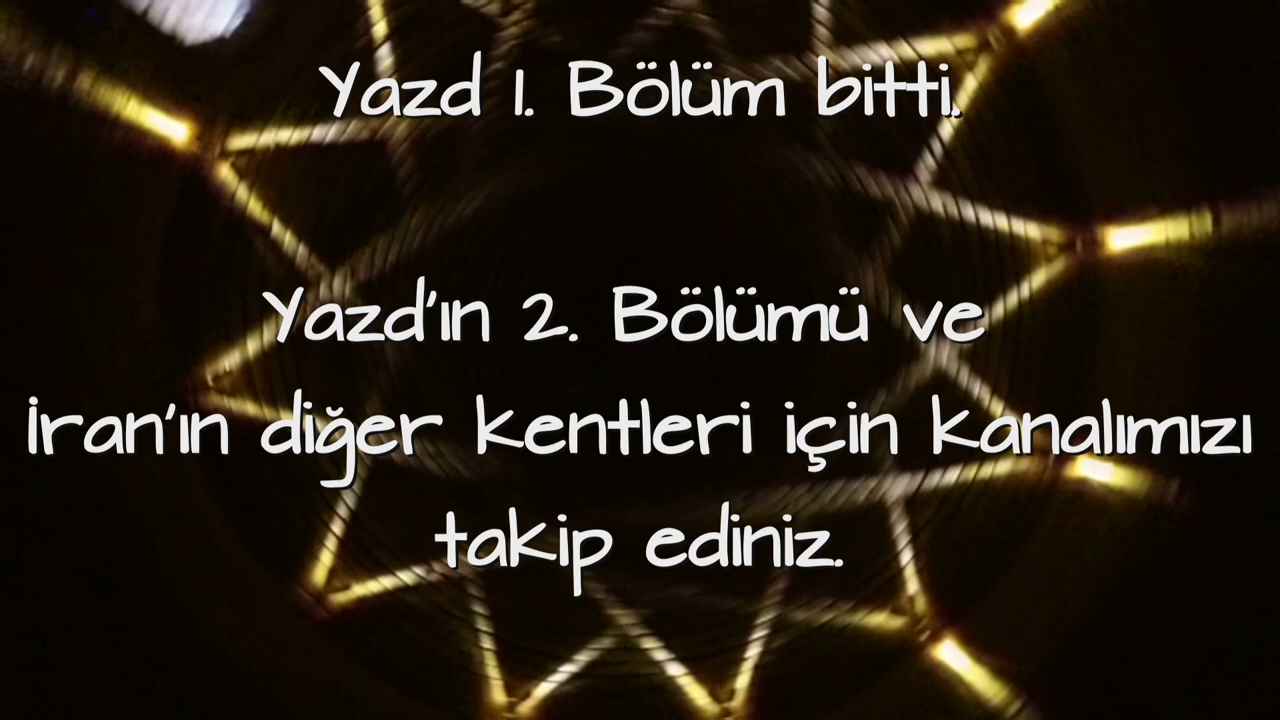 Yazd 1. Bölüm bitti.
Yazd'ın 2. Bölümü ve
İran'ın diğer kentleri için kanalımızı
takip ediniz.